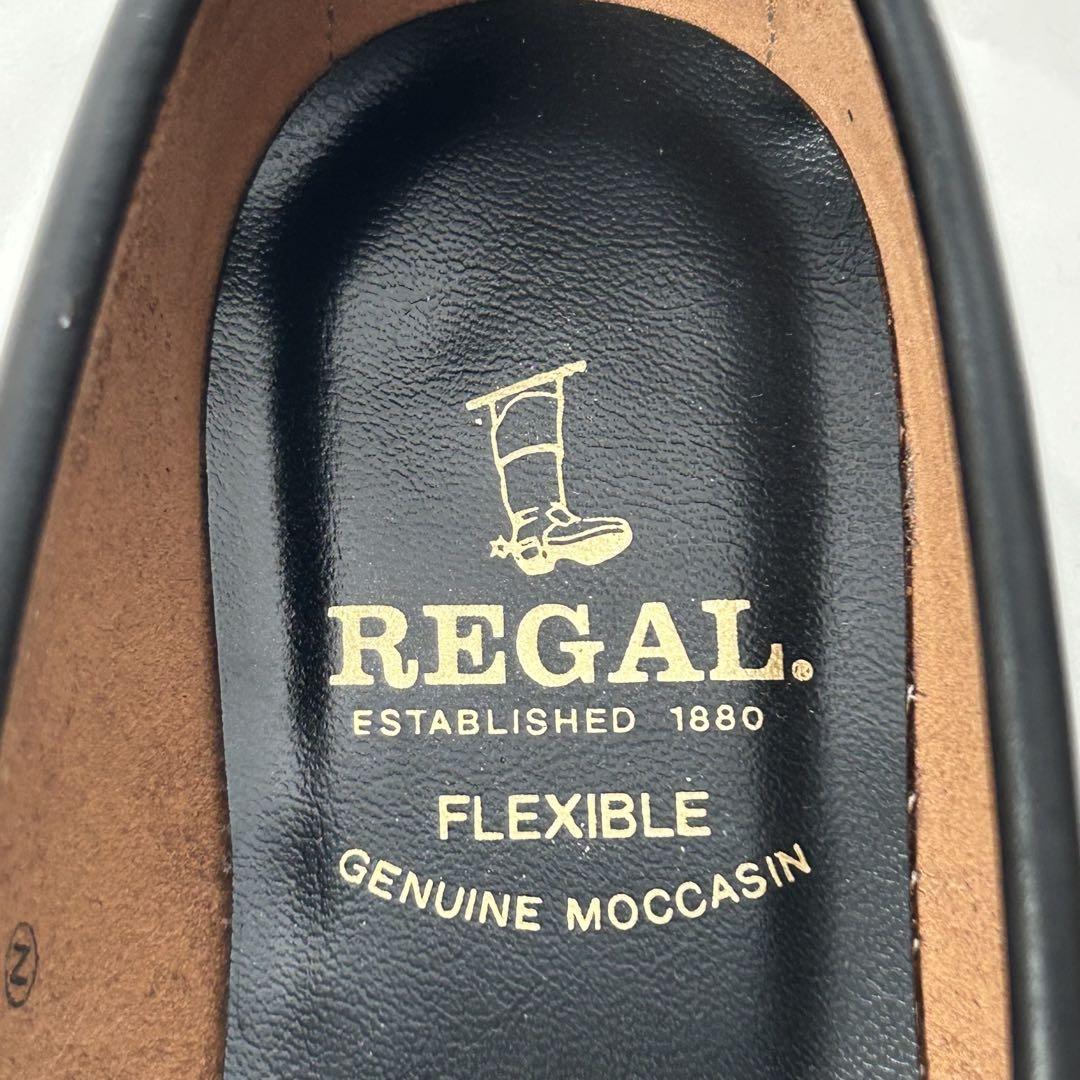 REGAL.®
ESTABLISHED 1880
FLEXIBLE
GENUINE MOCCASIN
N